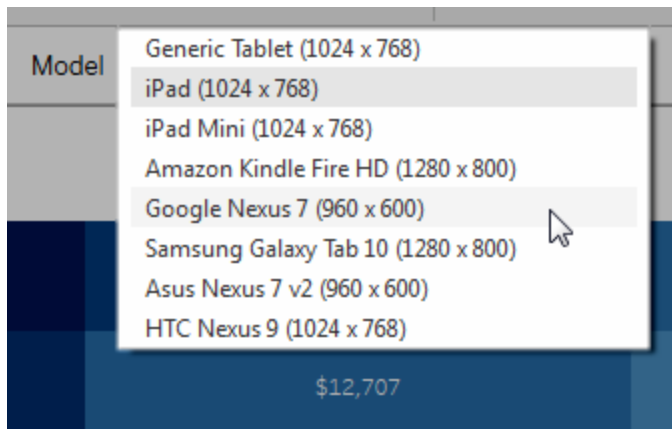 Model
Generic Tablet (1024 x 768)
iPad (1024 x 768)
iPad Mini (1024 x 768)
Amazon Kindle Fire HD (1280 x 800)
Google Nexus 7 (960 x 600)
Samsung Galaxy Tab 10 (1280 x 800)
Asus Nexus 7 v2 (960 x 600)
HTC Nexus 9 (1024 x 768)
$12,707